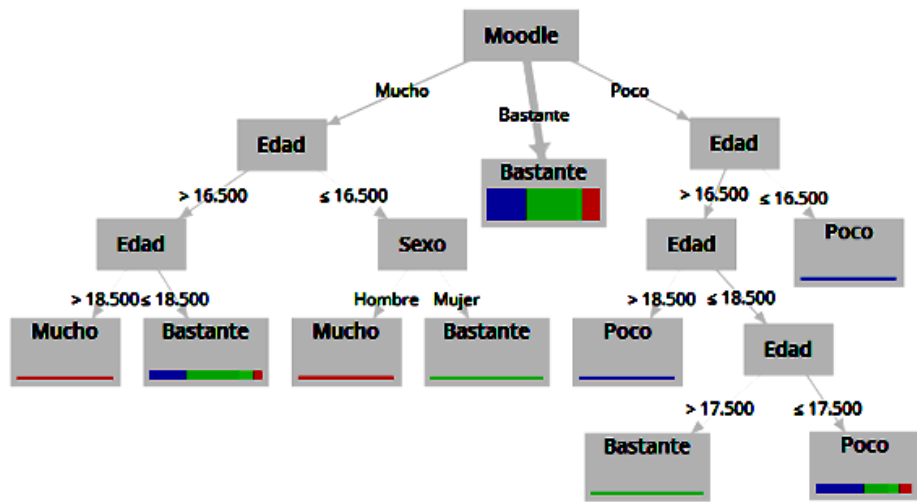 Moodle
Mucho
Bastante
Poco
Edad
Bastante
Edad
> 16.500
≤ 16.500
> 16.500
≤ 16.500
Edad
Sexo
Edad
Poco
> 18.500
≤ 18.500
Hombre
Mujer
> 18.500
≤ 18.500
Mucho
Bastante
Mucho
Bastante
Poco
Edad
> 17.500
≤ 17.500
Bastante
Poco